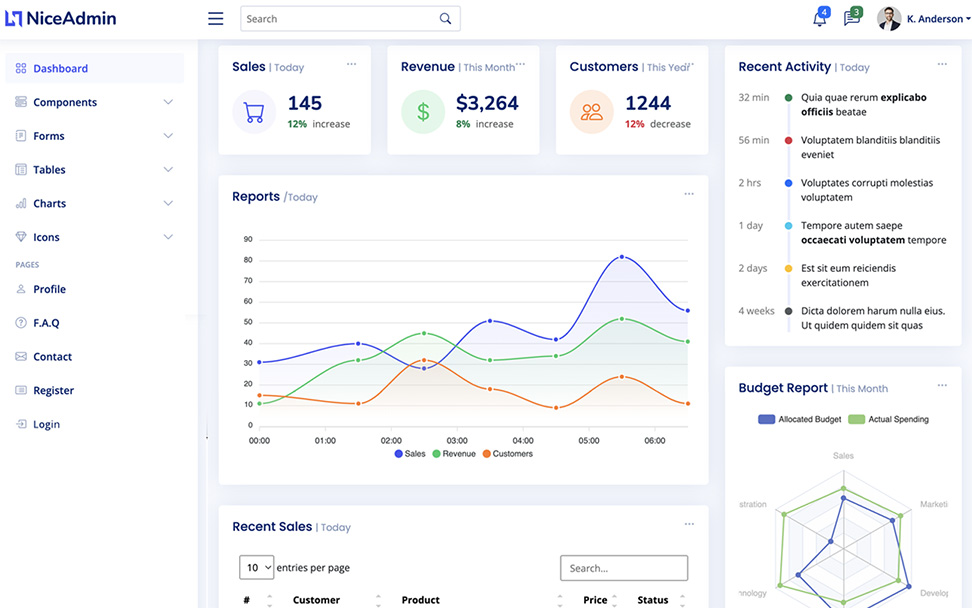 NiceAdmin
Search
4
3
K. Anderson
Dashboard
Components
Forms
Tables
Charts
Icons
PAGES
Profile
F.A.Q
Contact
Register
Login
Sales | Today
145
12% increase
Revenue | This Month
$
$3,264
8% increase
Customers | This Year
1244
12% decrease
Reports /Today
90
80
70
60
50
40
30
20
10
0
00:00
01:00
02:00
03:00
04:00
05:00
06:00
Sales
Revenue
Customers
Recent Sales | Today
10 entries per page
Search...
#
Customer
Product
Price
Status
Recent Activity | Today
32 min
Quia quae rerum explicabo
officiis beatae
56 min
Voluptatem blanditiis blanditiis
eveniet
2 hrs
Voluptates corrupti molestias
voluptatem
1 day
Tempore autem saepe
occaecati voluptatem tempore
2 days
Est sit eum reiciendis
exercitationem
4 weeks
Dicta dolorem harum nulla eius.
Ut quidem quidem sit quas
Budget Report | This Month
Allocated Budget
Actual Spending
Sales
stration
Marketi
nology
Develop